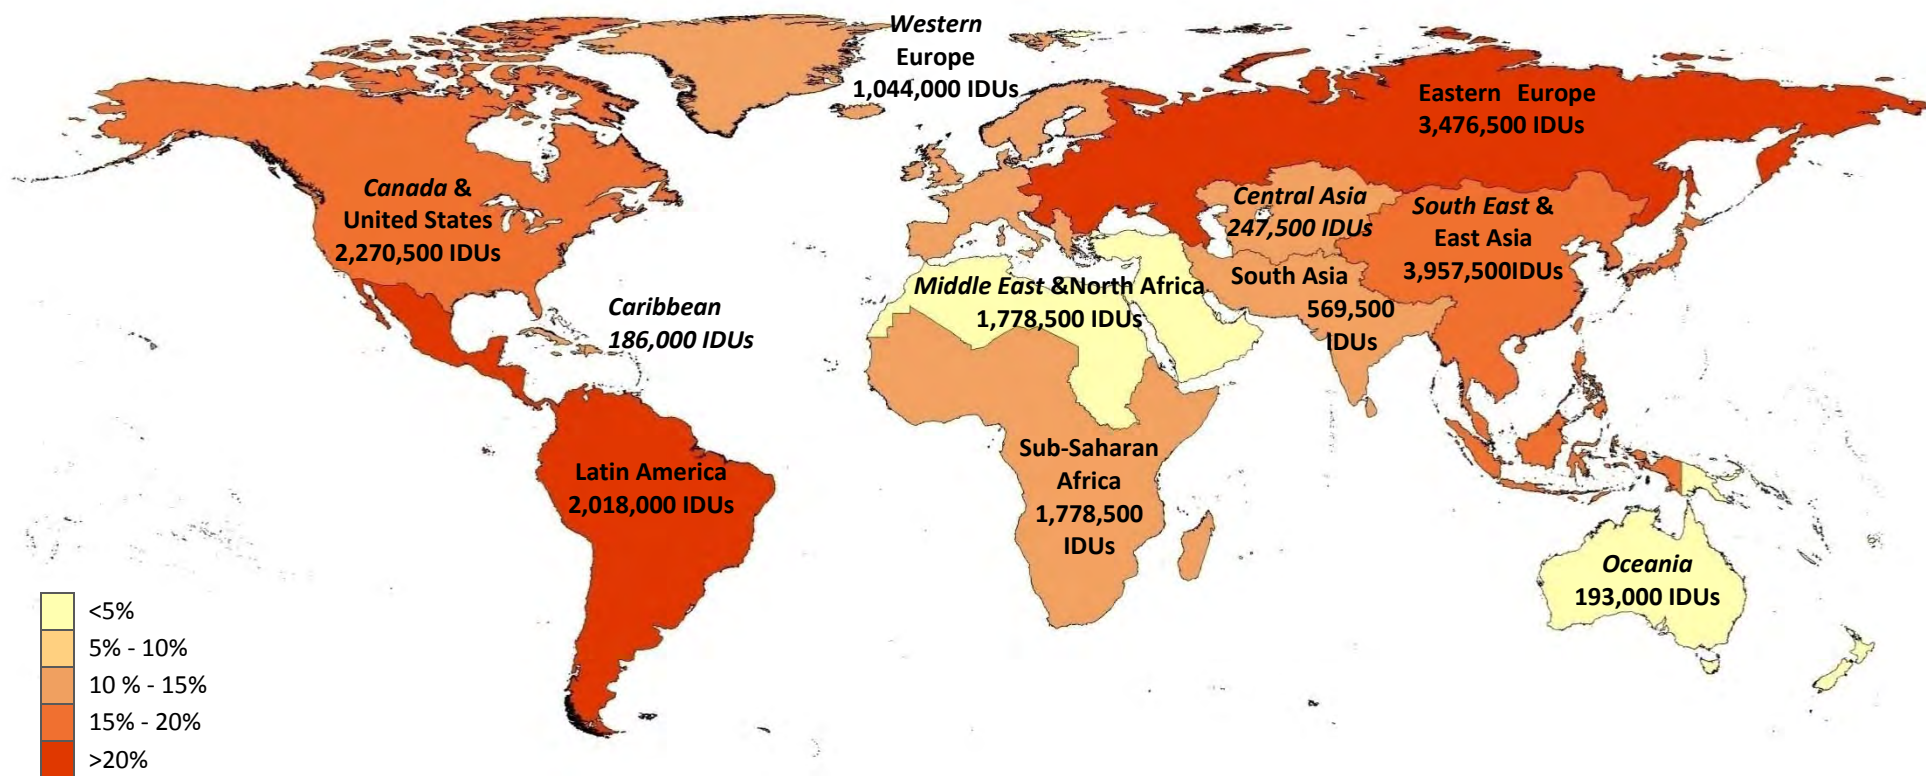 Western
Europe
1,044,000 IDUs
Eastern Europe
3,476,500 IDUs
Canada &
United States
2,270,500 IDUs
Central Asia
247,500 IDUs
South East &
East Asia
3,957,500IDUs
Caribbean
186,000 IDUs
Middle East &North Africa
1,778,500 IDUs
South Asia
569,500
IDUs
Latin America
2,018,000 IDUs
Sub-Saharan
Africa
1,778,500
IDUs
Oceania
193,000 IDUs
<5%
5% - 10%
10 % - 15%
15% - 20%
>20%